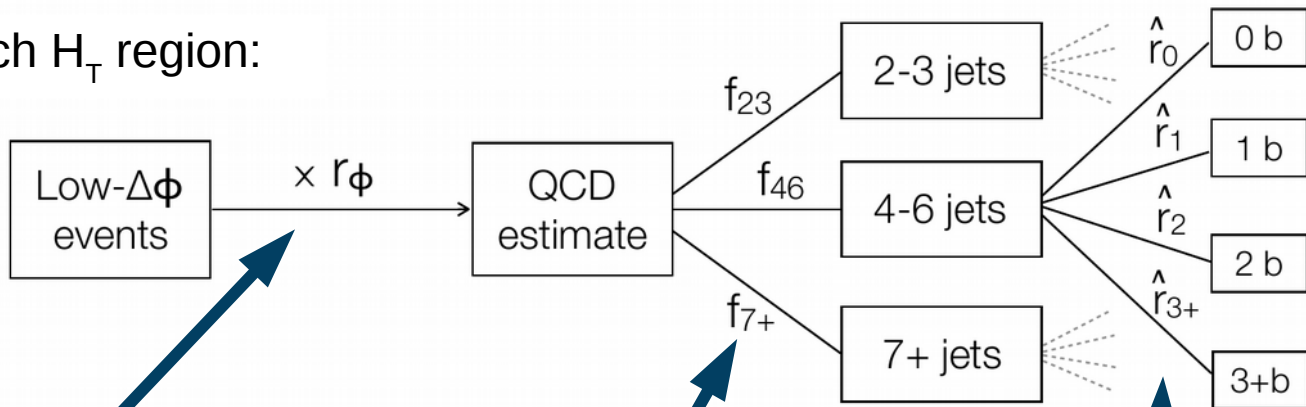 ch H_T region:
Low-Δϕ
events
× rϕ
QCD
estimate
f23
f46
f7+
2-3 jets
4-6 jets
7+ jets
r̂0
r̂1
r̂2
r̂3+
0 b
1 b
2 b
3+b